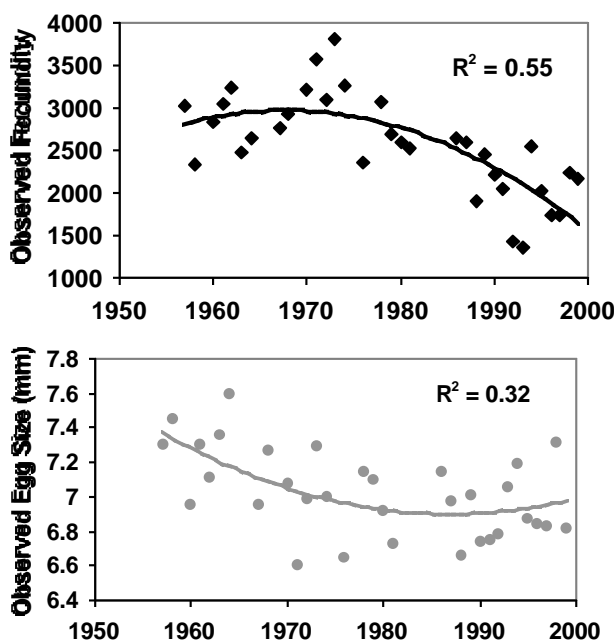 Observed Fecundity
4000
3500
3000
2500
2000
1500
1000
R² = 0.55
1950 1960 1970 1980 1990 2000
Observed Egg Size (mm)
7.8
7.6
7.4
7.2
7
6.8
6.6
6.4
R² = 0.32
1950 1960 1970 1980 1990 2000